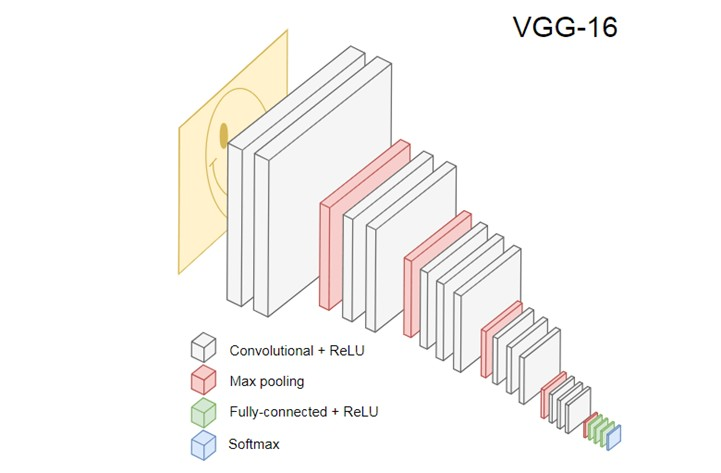 VGG-16
Convolutional + ReLU
Max pooling
Fully-connected + ReLU
Softmax